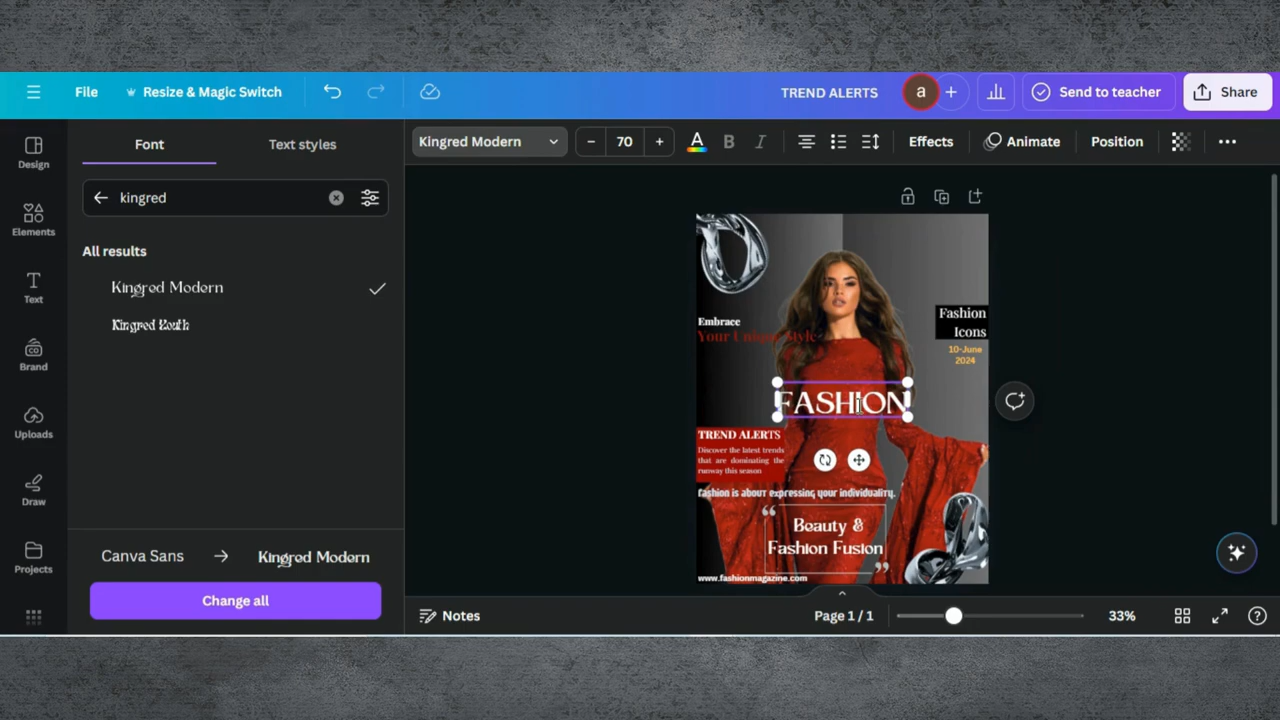 File
Resize & Magic Switch
TREND ALERTS
a
Send to teacher
Share
Design
Elements
Text
Brand
Uploads
Draw
Projects
Font
Text styles
kingred
All results
Kingred Modern
Kingred Youth
Canva Sans → Kingred Modern
Change all
Kingred Modern
– 70 +
A B I
Effects
Animate
Position
Embrace
Your Unique Style
Fashion
Icons
10-June
2024
FASHION
TREND ALERTS
Discover the latest trends
that are dominating the
runway this season
fashion is about expressing your individuality.
“
Beauty &
Fashion Fusion
”
www.fashionmagazine.com
Notes
Page 1 / 1
33%